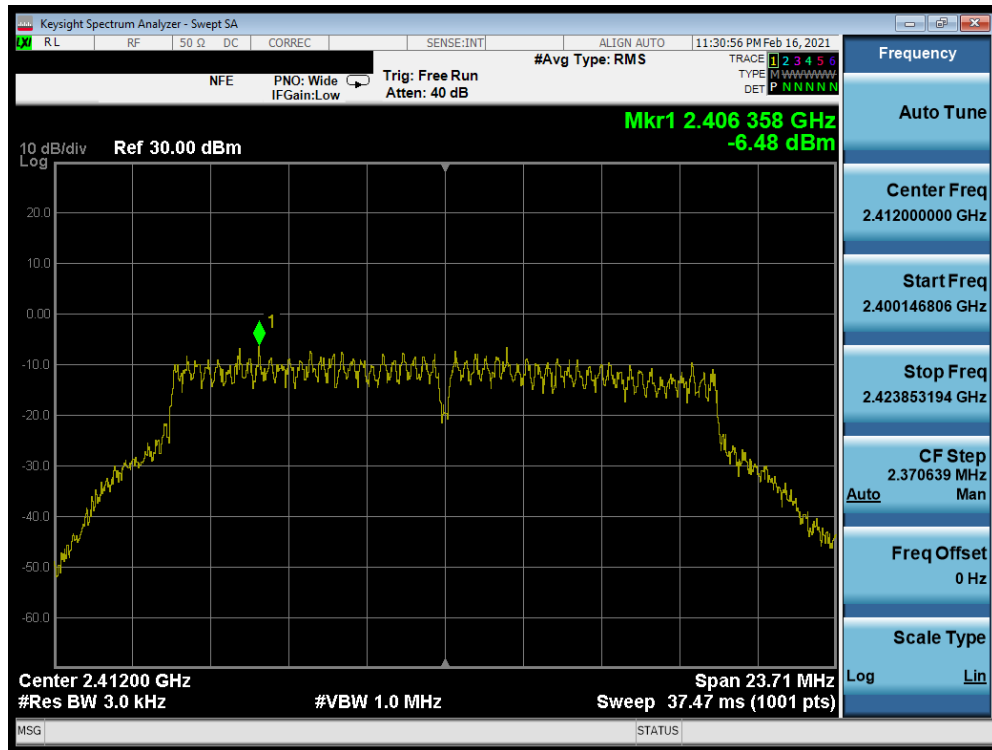 Keysight Spectrum Analyzer - Swept SA
LXI RL RF 50 Ω DC CORREC SENSE:INT ALIGN AUTO 11:30:56 PM Feb 16, 2021
#Avg Type: RMS TRACE 1 2 3 4 5 6
TYPE M WWWWW
DET P N N N N N
NFE PNO: Wide Trig: Free Run
IFGain:Low Atten: 40 dB
Mkr1 2.406 358 GHz
-6.48 dBm
10 dB/div Ref 30.00 dBm
Log
20.0
10.0
0.00
1
-10.0
-20.0
-30.0
-40.0
-50.0
-60.0
Center 2.41200 GHz Span 23.71 MHz
#Res BW 3.0 kHz #VBW 1.0 MHz Sweep 37.47 ms (1001 pts)
MSG STATUS
Frequency
Auto Tune
Center Freq
2.412000000 GHz
Start Freq
2.400146806 GHz
Stop Freq
2.423853194 GHz
CF Step
2.370639 MHz
Auto Man
Freq Offset
0 Hz
Scale Type
Log Lin